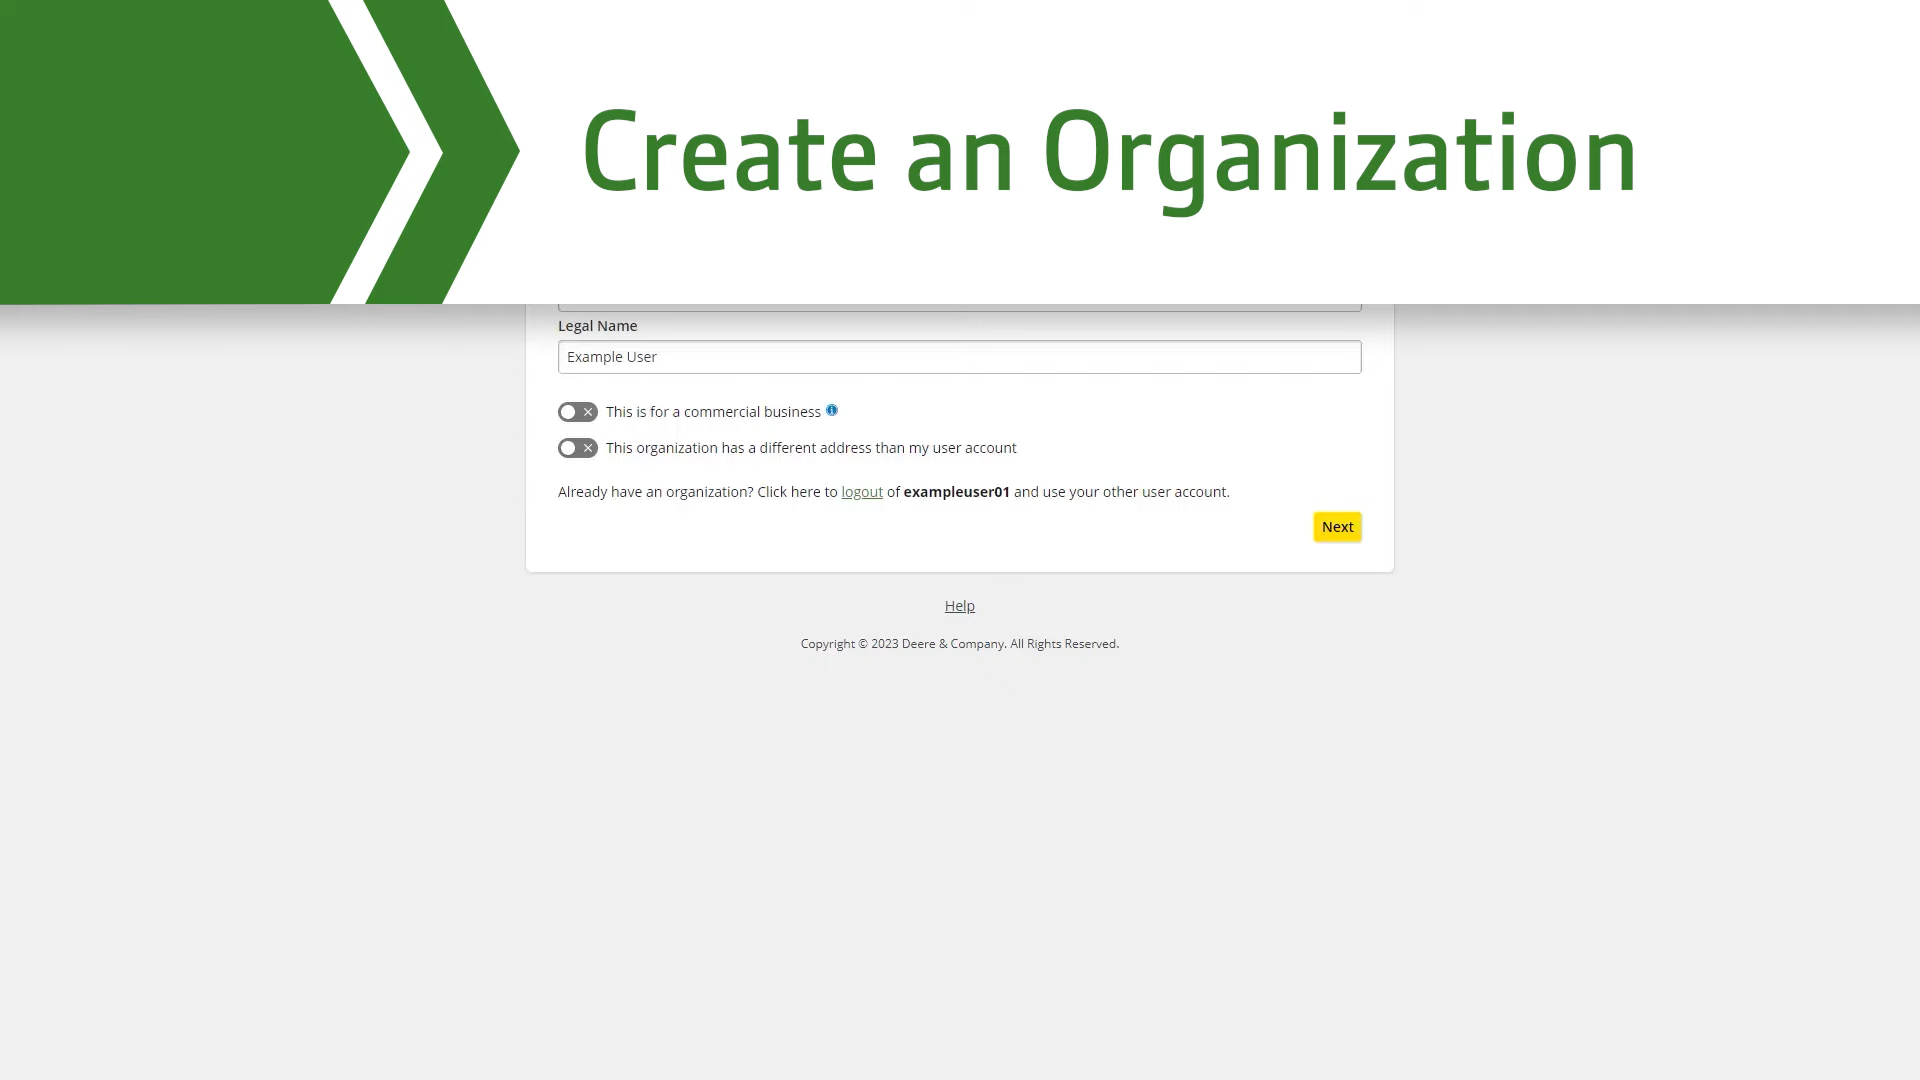 Create an Organization
Legal Name
Example User
This is for a commercial business
This organization has a different address than my user account
Already have an organization? Click here to logout of exampleuser01 and use your other user account.
Next
Help
Copyright © 2023 Deere & Company. All Rights Reserved.